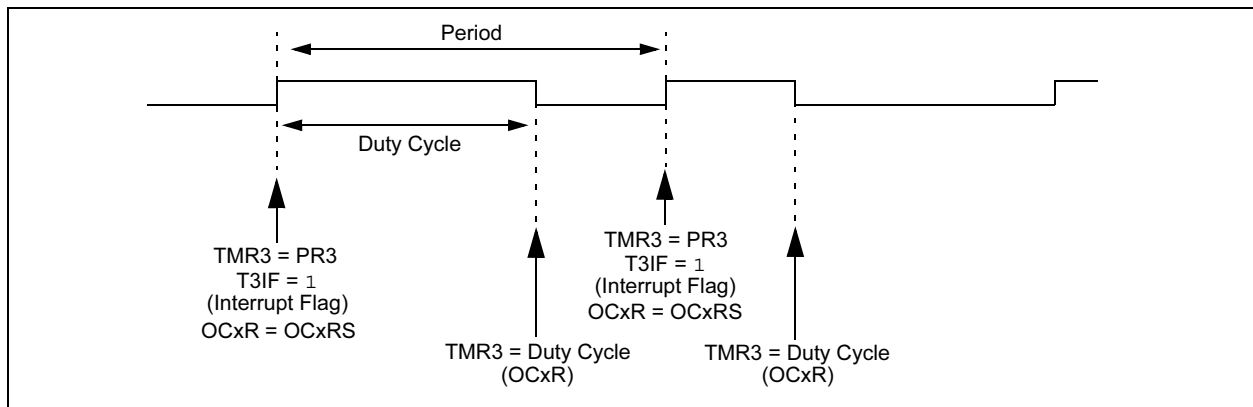 Period
Duty Cycle
TMR3 = PR3
T3IF = 1
(Interrupt Flag)
OCxR = OCxRS
TMR3 = Duty Cycle
(OCxR)
TMR3 = PR3
T3IF = 1
(Interrupt Flag)
OCxR = OCxRS
TMR3 = Duty Cycle
(OCxR)